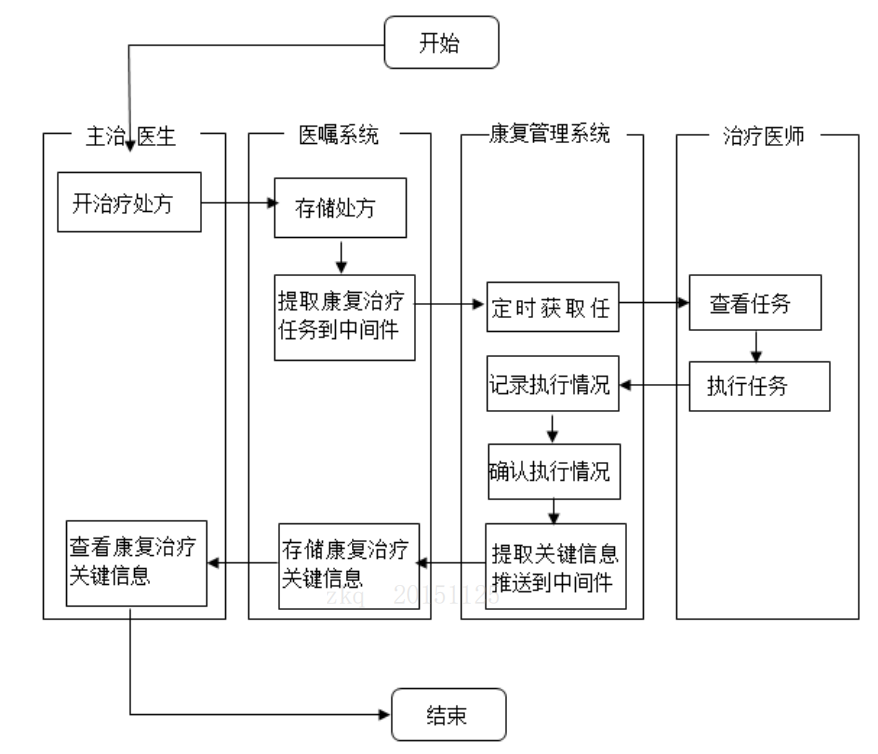 开始
主治 医生
医嘱系统
康复管理系统
治疗医师
开治疗处方
存储处方
提取康复治疗
任务到中间件
定时获取任
查看任务
记录执行情况
执行任务
确认执行情况
查看康复治疗
关键信息
存储康复治疗
关键信息
提取关键信息
推送到中间件
zkq 20151125
结束